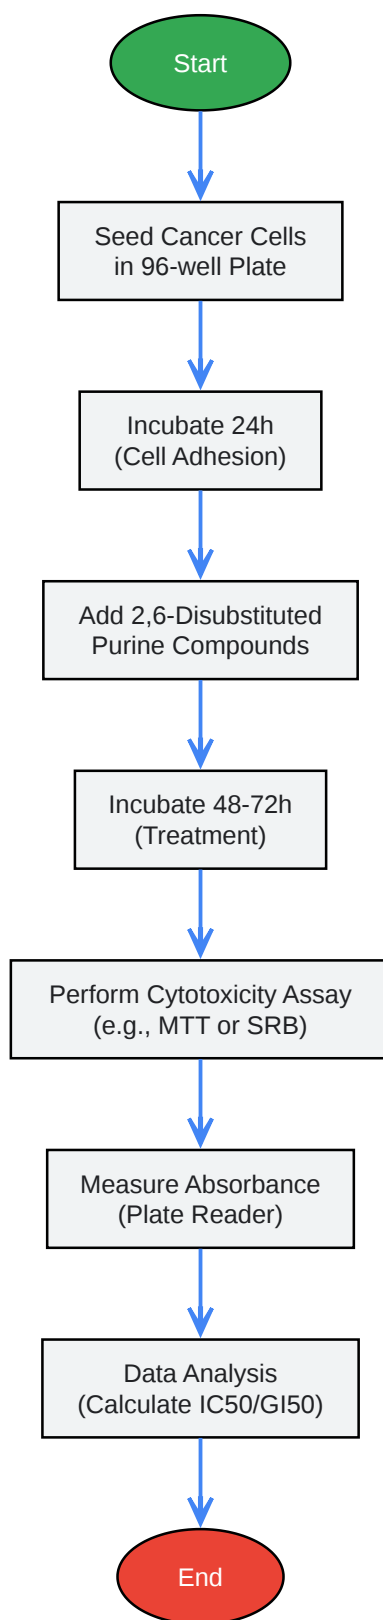 Start
Seed Cancer Cells
in 96-well Plate
Incubate 24h
(Cell Adhesion)
Add 2,6-Disubstituted
Purine Compounds
Incubate 48-72h
(Treatment)
Perform Cytotoxicity Assay
(e.g., MTT or SRB)
Measure Absorbance
(Plate Reader)
Data Analysis
(Calculate IC50/GI50)
End